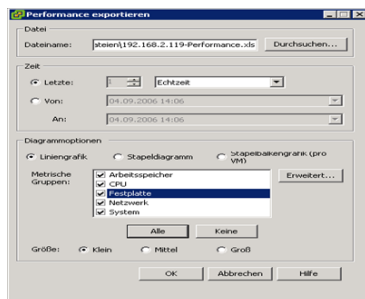 Performance exportieren
Datei
Dateiname: steien\192.168.2.119-Performance.xls Durchsuchen...
Zeit
Letzte: Echtzeit
Von: 04.09.2006 14:06
An: 04.09.2006 14:06
Diagrammoptionen
Liniengrafik Stapeldiagramm Stapelbalkengrafik (pro VM)
Metrische Gruppen: Arbeitsspeicher Erweitert...
CPU
Festplatte
Netzwerk
System
Alle Keine
Größe: Klein Mittel Groß
OK Abbrechen Hilfe